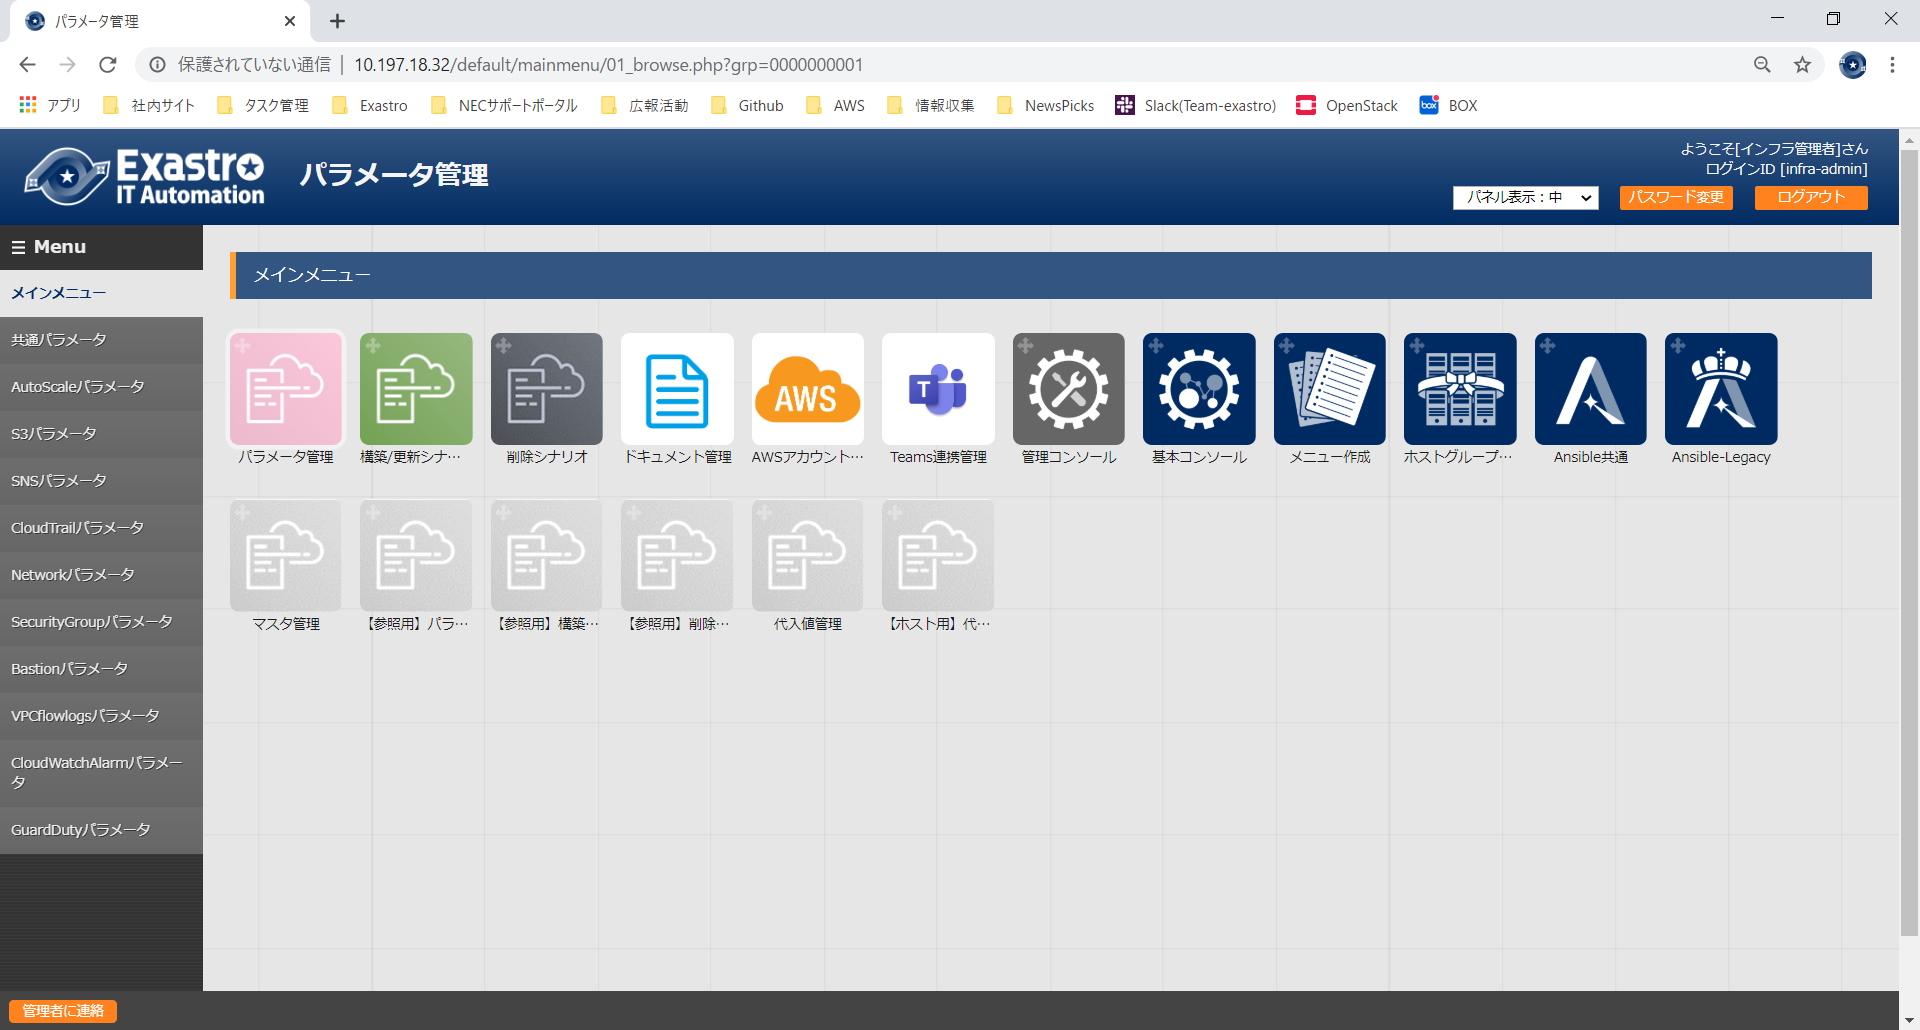 パラメータ管理
保護されていない通信
10.197.18.32/default/mainmenu/01_browse.php?grp=0000000001
アプリ
社内サイト
タスク管理
Exastro
NECサポートポータル
広報活動
Github
AWS
情報収集
NewsPicks
Slack(Team-exastro)
OpenStack
box
BOX
Exastro
IT Automation
パラメータ管理
ようこそ[インフラ管理者]さん
ログインID [infra-admin]
パネル表示：中
パスワード変更
ログアウト
Menu
メインメニュー
共通パラメータ
AutoScaleパラメータ
S3パラメータ
SNSパラメータ
CloudTrailパラメータ
Networkパラメータ
SecurityGroupパラメータ
Bastionパラメータ
VPCflowlogsパラメータ
CloudWatchAlarmパラメー
タ
GuardDutyパラメータ
メインメニュー
AWS
T
パラメータ管理
構築/更新シナ…
削除シナリオ
ドキュメント管理
AWSアカウント…
Teams連携管理
管理コンソール
基本コンソール
メニュー作成
ホストグループ…
Ansible共通
Ansible-Legacy
マスタ管理
【参照用】パラ…
【参照用】構築…
【参照用】削除…
代入値管理
【ホスト用】代…
管理者に連絡